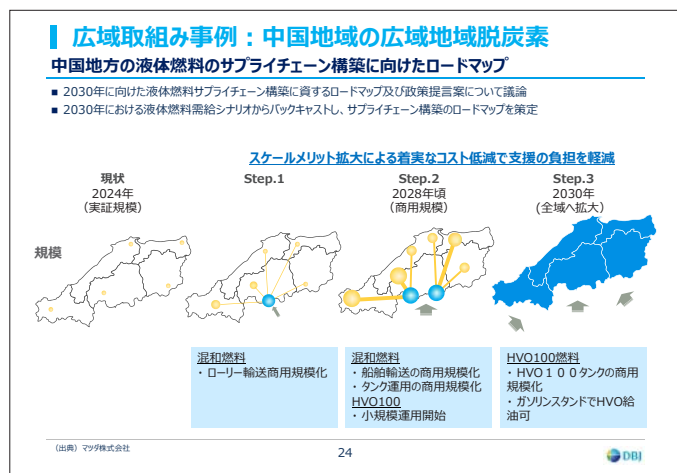 広域取組み事例：中国地域の広域地域脱炭素
中国地方の液体燃料のサプライチェーン構築に向けたロードマップ
■ 2030年に向けた液体燃料サプライチェーン構築に資するロードマップ及び政策提言案について議論
■ 2030年における液体燃料需給シナリオからバックキャストし、サプライチェーン構築のロードマップを策定
スケールメリット拡大による着実なコスト低減で支援の負担を軽減
現状
2024年
（実証規模）
Step.1
Step.2
2028年頃
（商用規模）
Step.3
2030年
（全域へ拡大）
規模
混和燃料
・ローリー輸送商用規模化
混和燃料
・船舶輸送の商用規模化
・タンク運用の商用規模化
HVO100
・小規模運用開始
HVO100燃料
・HVO１００タンクの商用
規模化
・ガソリンスタンドでHVO給
油可
（出典）マツダ株式会社
24
DBJ